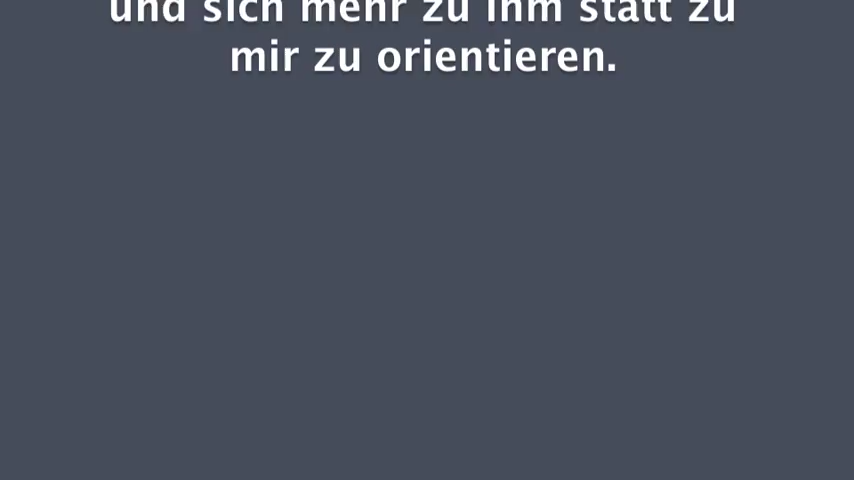 und sich mehr zu ihm statt zu
mir zu orientieren.